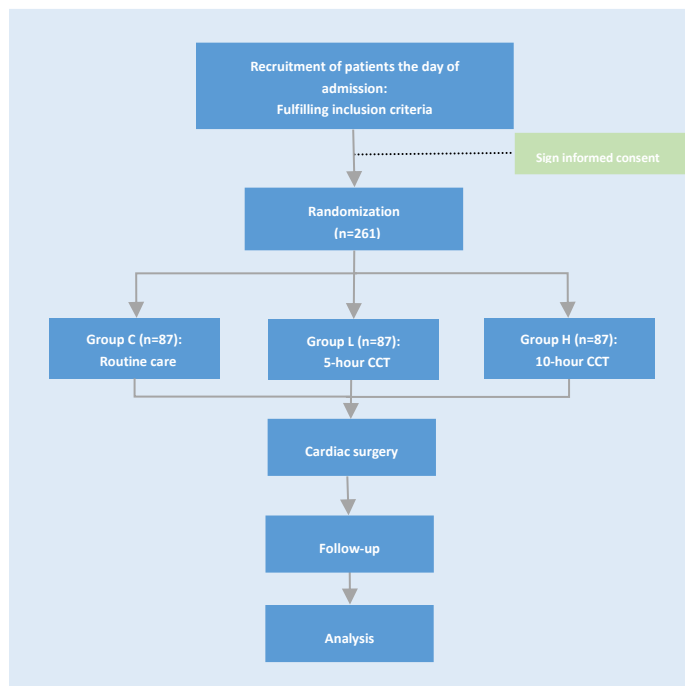 Recruitment of patients the day of
admission:
Fulfilling inclusion criteria
Sign informed consent
Randomization
(n=261)
Group C (n=87):
Routine care
Group L (n=87):
5-hour CCT
Group H (n=87):
10-hour CCT
Cardiac surgery
Follow-up
Analysis